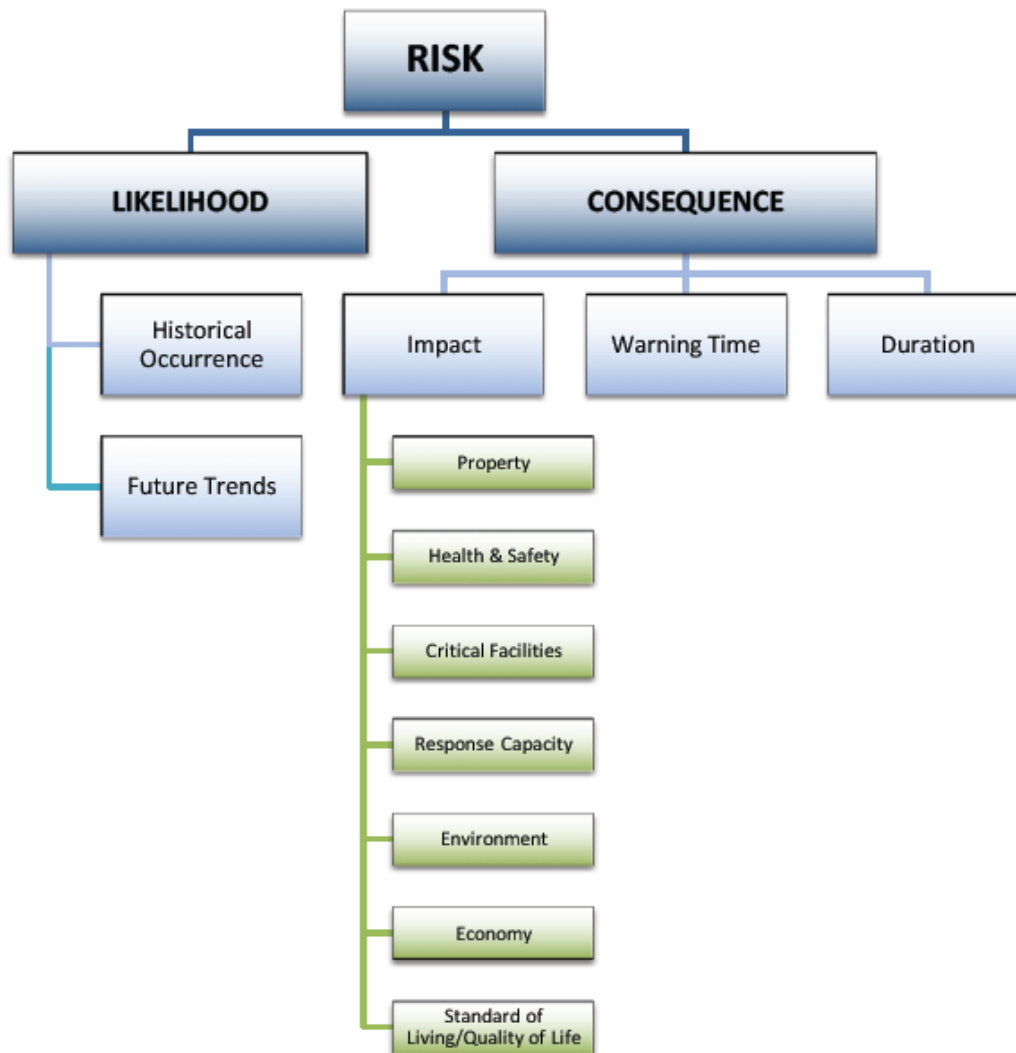 RISK
LIKELIHOOD
CONSEQUENCE
Historical
Occurrence
Impact
Warning Time
Duration
Future Trends
Property
Health & Safety
Critical Facilities
Response Capacity
Environment
Economy
Standard of
Living/Quality of Life